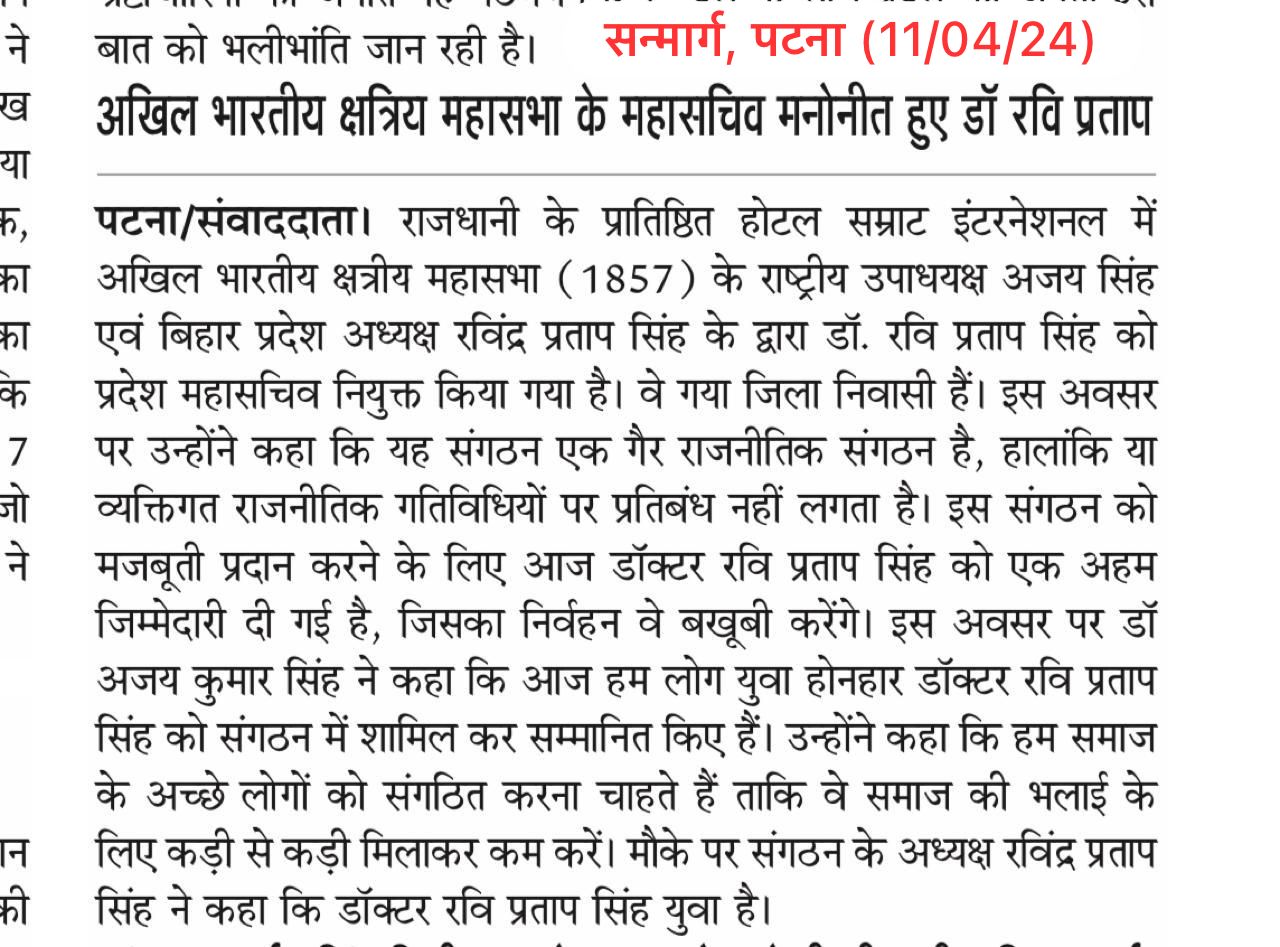 ने
बात को भलीभांति जान रही है।
सन्मार्ग, पटना (11/04/24)
अखिल भारतीय क्षत्रिय महासभा के महासचिव मनोनीत हुए डॉ रवि प्रताप
पटना/संवाददाता। राजधानी के प्रातिष्ठित होटल सम्राट इंटरनेशनल में
अखिल भारतीय क्षत्रीय महासभा (1857) के राष्ट्रीय उपाधयक्ष अजय सिंह
एवं बिहार प्रदेश अध्यक्ष रविंद्र प्रताप सिंह के द्वारा डॉ. रवि प्रताप सिंह को
प्रदेश महासचिव नियुक्त किया गया है। वे गया जिला निवासी हैं। इस अवसर
पर उन्होंने कहा कि यह संगठन एक गैर राजनीतिक संगठन है, हालांकि या
व्यक्तिगत राजनीतिक गतिविधियों पर प्रतिबंध नहीं लगता है। इस संगठन को
मजबूती प्रदान करने के लिए आज डॉक्टर रवि प्रताप सिंह को एक अहम
जिम्मेदारी दी गई है, जिसका निर्वहन वे बखूबी करेंगे। इस अवसर पर डॉ
अजय कुमार सिंह ने कहा कि आज हम लोग युवा होनहार डॉक्टर रवि प्रताप
सिंह को संगठन में शामिल कर सम्मानित किए हैं। उन्होंने कहा कि हम समाज
के अच्छे लोगों को संगठित करना चाहते हैं ताकि वे समाज की भलाई के
लिए कड़ी से कड़ी मिलाकर कम करें। मौके पर संगठन के अध्यक्ष रविंद्र प्रताप
सिंह ने कहा कि डॉक्टर रवि प्रताप सिंह युवा है।